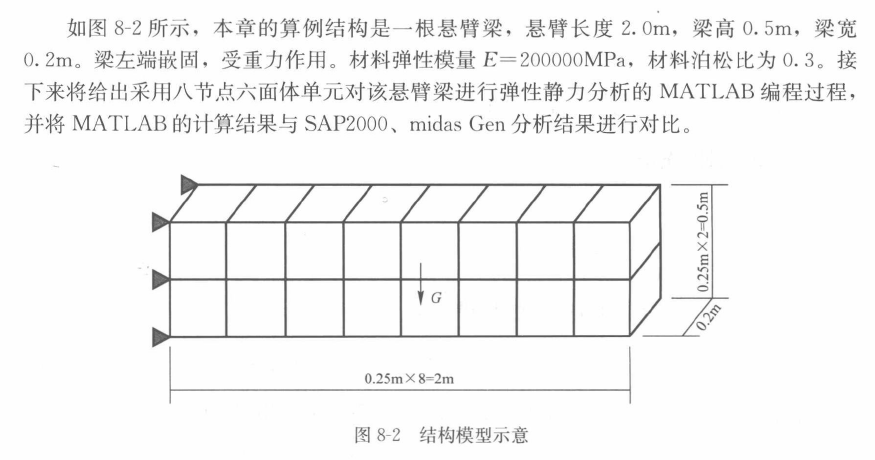 如图 8-2 所示，本章的算例结构是一根悬臂梁，悬臂长度 2.0m，梁高 0.5m，梁宽
0.2m。梁左端嵌固，受重力作用。材料弹性模量 E＝200000MPa，材料泊松比为 0.3。接
下来将给出采用八节点六面体单元对该悬臂梁进行弹性静力分析的 MATLAB 编程过程，
并将 MATLAB 的计算结果与 SAP2000、midas Gen 分析结果进行对比。
0.25m×2=0.5m
G
0.2m
0.25m×8=2m
图 8-2 结构模型示意